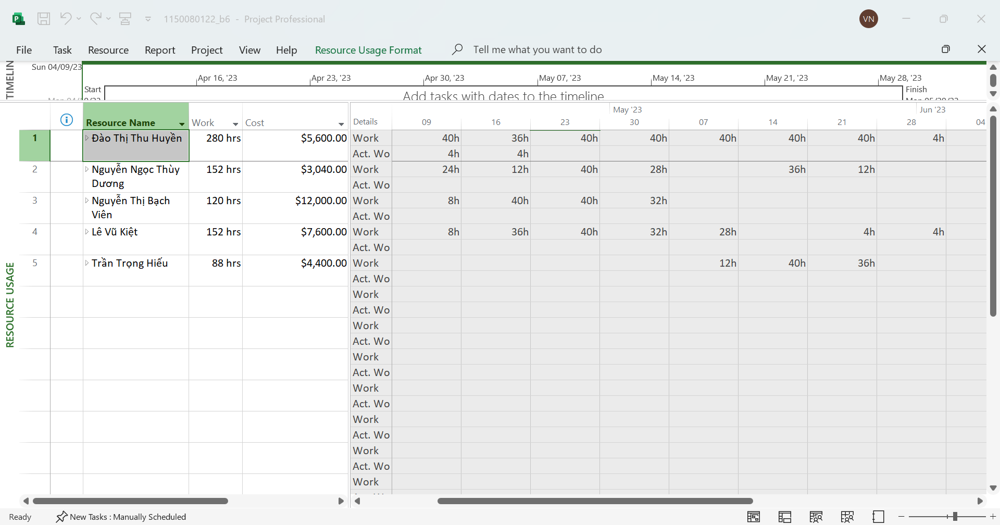 1150080122_b6 - Project Professional
VN
File Task Resource Report Project View Help Resource Usage Format Tell me what you want to do
TIMELIN
Sun 04/09/23
Apr 16, '23 Apr 23, '23 Apr 30, '23 May 07, '23 May 14, '23 May 21, '23 May 28, '23
Start
Add tasks with dates to the timeline
Finish
May '23 Jun '23
Resource Name Work Cost Details 09 16 23 30 07 14 21 28 04
1 Đào Thị Thu Huyền 280 hrs $5,600.00 Work 40h 36h 40h 40h 40h 40h 40h 4h
Act. Wo 4h 4h
2 Nguyễn Ngọc Thùy 152 hrs $3,040.00 Work 24h 12h 40h 28h 36h 12h
Dương Act. Wo
3 Nguyễn Thị Bạch 120 hrs $12,000.00 Work 8h 40h 40h 32h
Viên Act. Wo
4 Lê Vũ Kiệt 152 hrs $7,600.00 Work 8h 36h 40h 32h 28h 4h 4h
Act. Wo
5 Trần Trọng Hiếu 88 hrs $4,400.00 Work 12h 40h 36h
Act. Wo
Work
Act. Wo
Work
Act. Wo
Work
Act. Wo
Work
Act. Wo
Work
Act. Wo
Work
Act. Wo
Work
RESOURCE USAGE
Ready New Tasks : Manually Scheduled